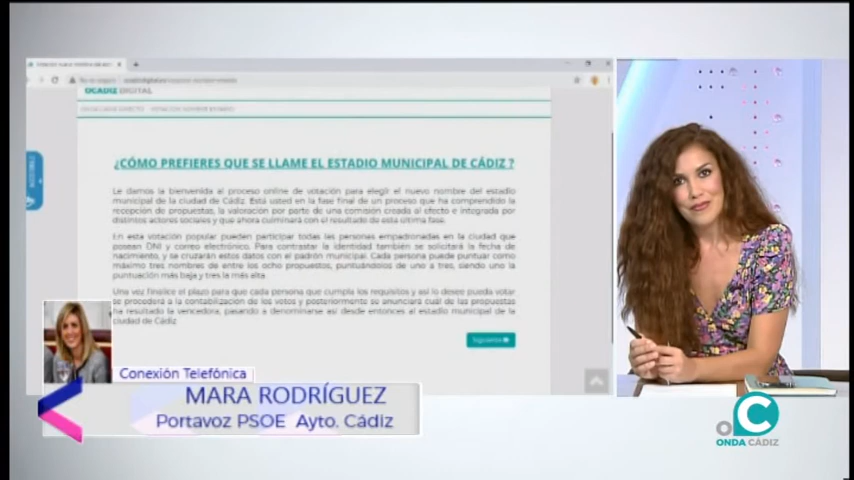 OCÁDIZ DIGITAL
¿CÓMO PREFIERES QUE SE LLAME EL ESTADIO MUNICIPAL DE CÁDIZ ?
Le damos la bienvenida al proceso online de votación para elegir el nuevo nombre del estadio
municipal de la ciudad de Cádiz. Está usted en la fase final de un proceso que ha comprendido la
recepción de propuestas, la valoración por parte de una comisión creada al efecto e integrada por
distintos actores sociales y que ahora culminará con el resultado de esta última fase.
En esta votación popular pueden participar todas las personas empadronadas en la ciudad que
posean DNI y correo electrónico. Para contrastar la identidad también se solicitará la fecha de
nacimiento, y se cruzarán estos datos con el padrón municipal. Cada persona puede puntuar como
máximo tres nombres de entre los ocho propuestos, puntuándolos de uno a tres, siendo uno la
puntuación más baja y tres la más alta.
Una vez finalice el plazo para que cada persona que cumpla los requisitos y así lo desee pueda votar
se procederá a la contabilización de los votos y posteriormente se anunciará cuál de las propuestas
ha resultado la vencedora, pasando a denominarse así desde entonces al estadio municipal de la
ciudad de Cádiz
Siguiente
Conexión Telefónica
MARA RODRÍGUEZ
Portavoz PSOE Ayto. Cádiz
ONDA CÁDIZ